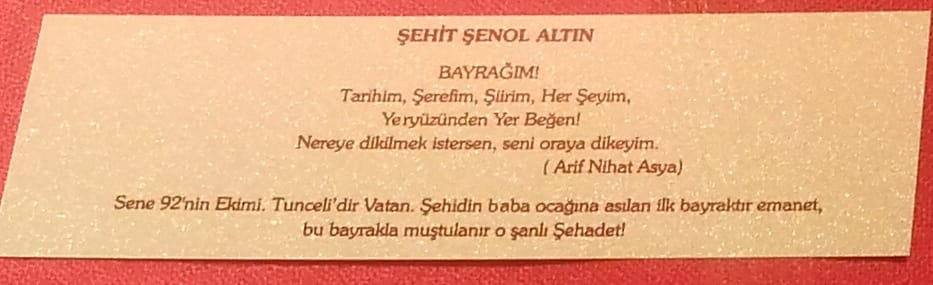 ŞEHİT ŞENOL ALTIN
BAYRAĞIM!
Tarihim, Şerefim, Şiirim, Her Şeyim,
Yeryüzünden Yer Beğen!
Nereye dikilmek istersen, seni oraya dikeyim.
( Arif Nihat Asya)
Sene 92'nin Ekimi. Tunceli'dir Vatan. Şehidin baba ocağına asılan ilk bayraktır emanet,
bu bayrakla muştulanır o şanlı Şehadet!